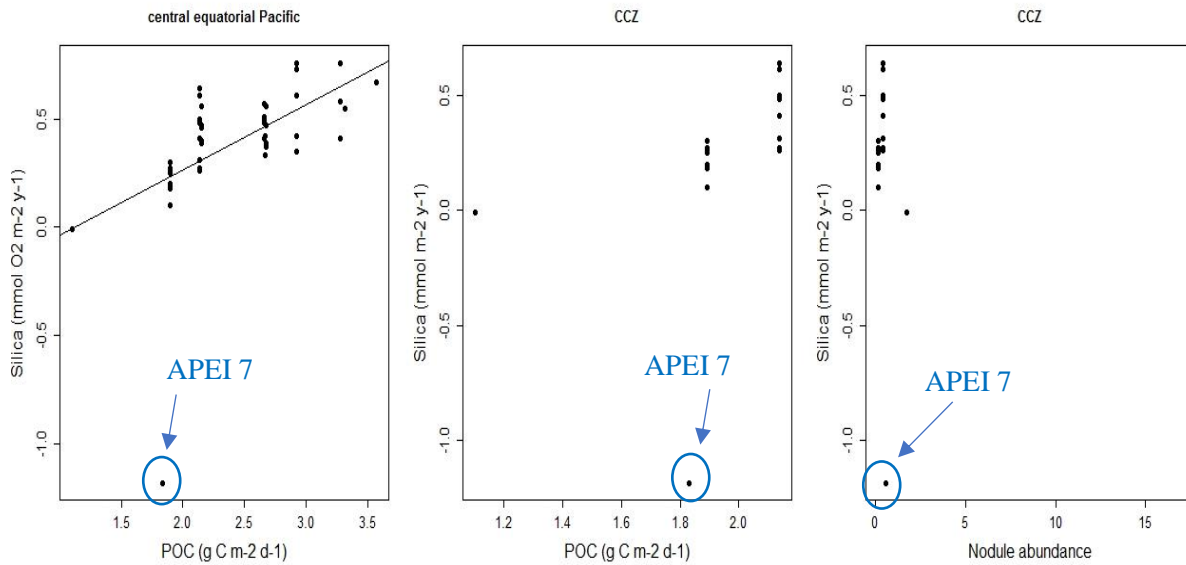 central equatorial Pacific
Silica (mmol O2 m-2 y-1)
0.5
0.0
-0.5
-1.0
APEI 7
1.5 2.0 2.5 3.0 3.5
POC (g C m-2 d-1)
CCZ
Silica (mmol m-2 y-1)
0.5
0.0
-0.5
-1.0
APEI 7
1.2 1.4 1.6 1.8 2.0
POC (g C m-2 d-1)
CCZ
Silica (mmol m-2 y-1)
0.5
0.0
-0.5
-1.0
APEI 7
0 5 10 15
Nodule abundance